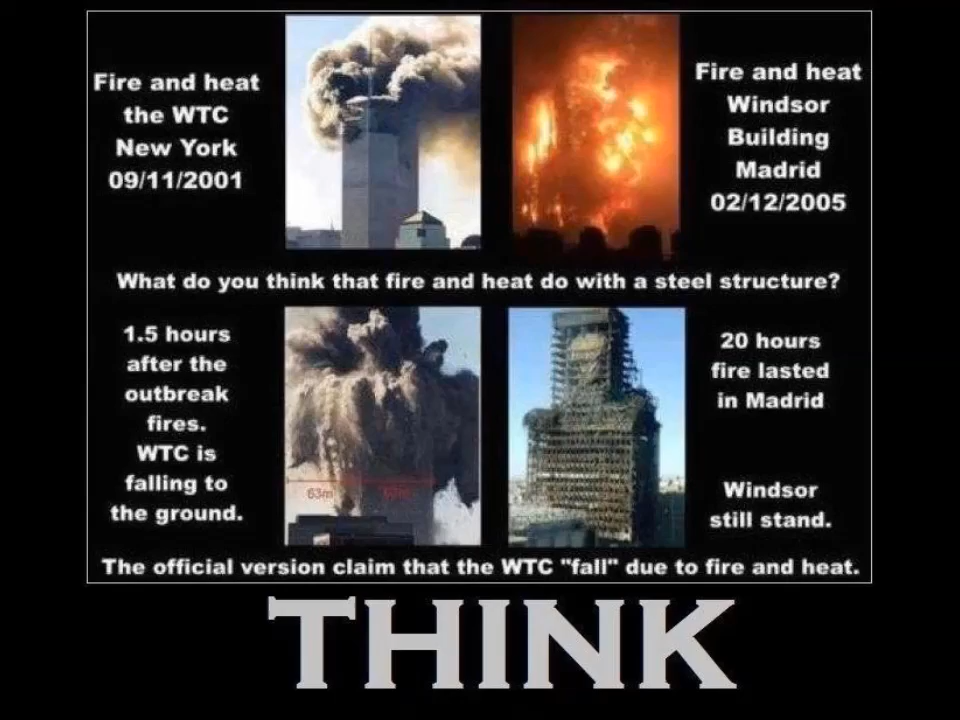 Fire and heat
the WTC
New York
09/11/2001
Fire and heat
Windsor
Building
Madrid
02/12/2005
What do you think that fire and heat do with a steel structure?
1.5 hours
after the
outbreak
fires.
WTC is
falling to
the ground.
63m
20 hours
fire lasted
in Madrid
Windsor
still stand.
The official version claim that the WTC "fall" due to fire and heat.
THINK